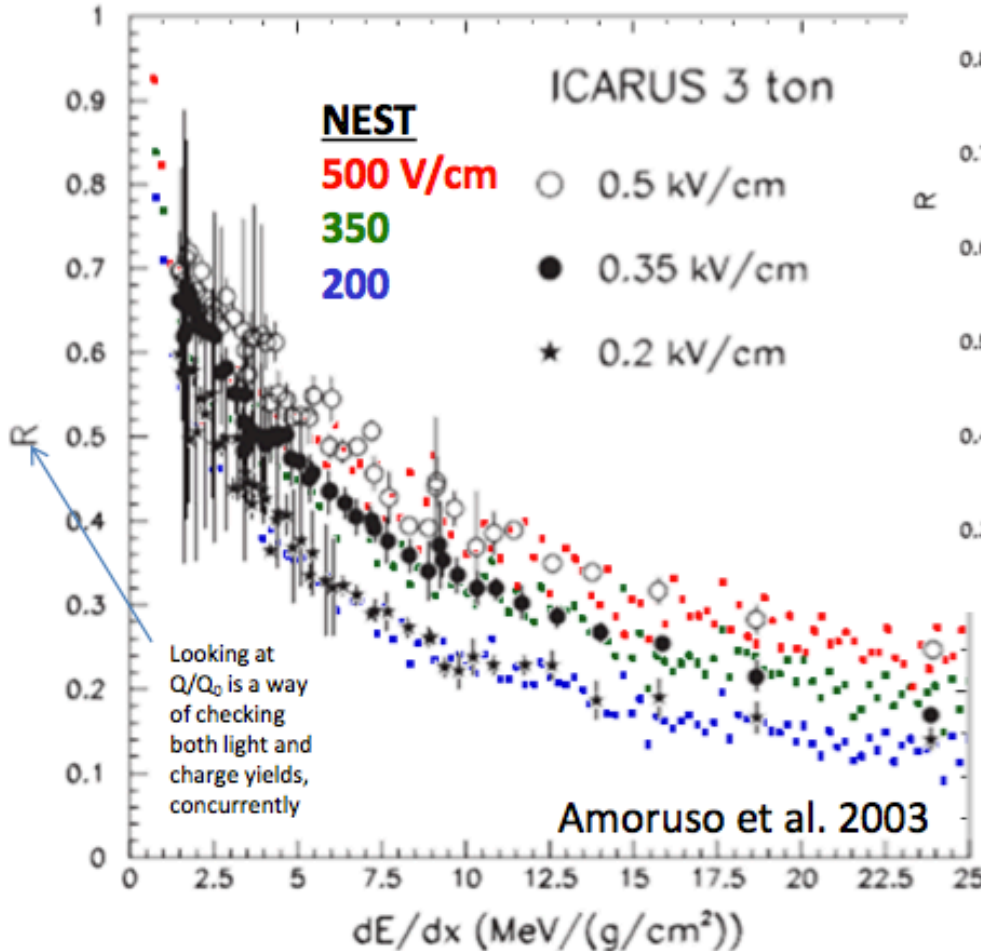 1
0.9
0.8
0.7
0.6
0.5
0.4
0.3
0.2
0.1
0
R
ICARUS 3 ton
NEST
500 V/cm
350
200
0.5 kV/cm
0.35 kV/cm
0.2 kV/cm
Looking at
Q/Q₀ is a way
of checking
both light and
charge yields,
concurrently
Amoruso et al. 2003
0 2.5 5 7.5 10 12.5 15 17.5 20 22.5 25
dE/dx (MeV/(g/cm²))
R